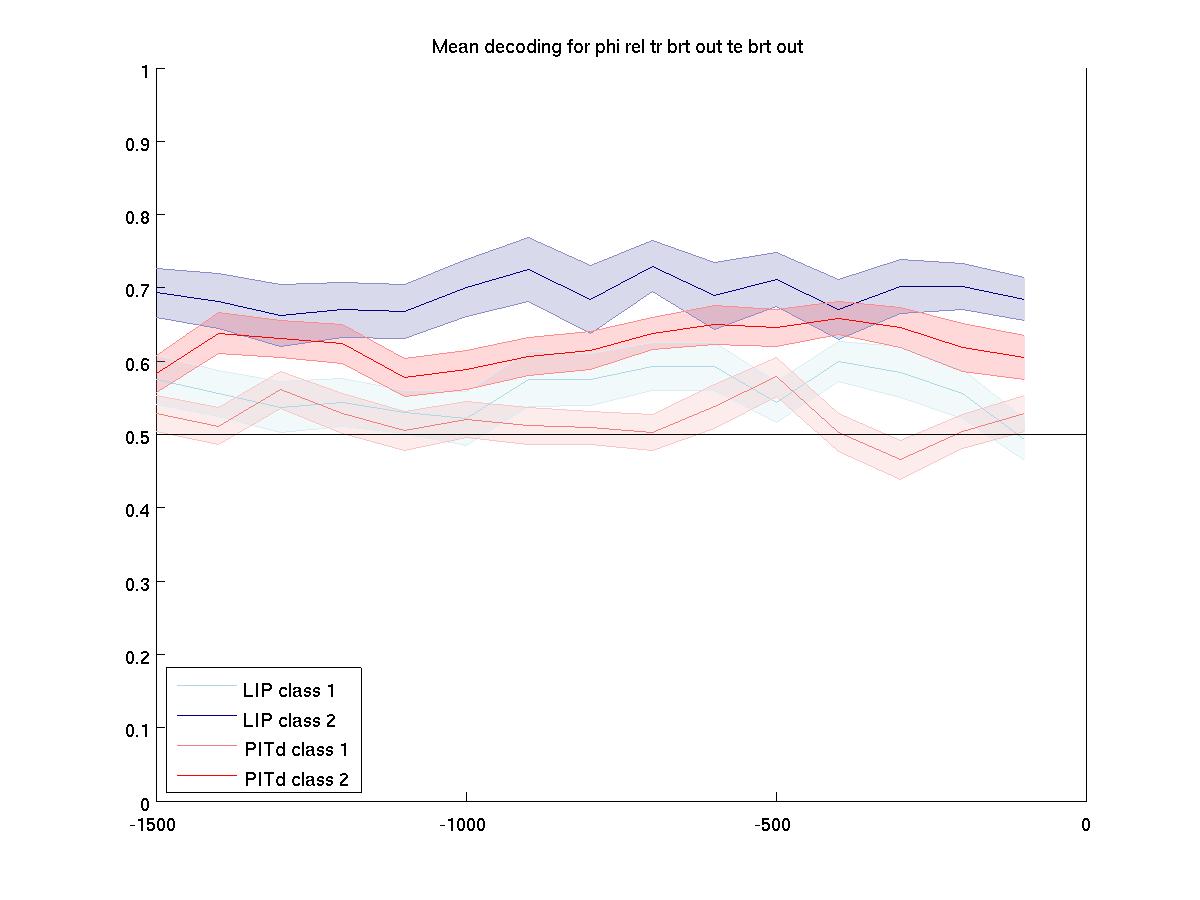 Mean decoding for phi rel tr brt out te brt out
1
0.9
0.8
0.7
0.6
0.5
0.4
0.3
0.2
0.1
0
LIP class 1
LIP class 2
PITd class 1
PITd class 2
-1500 -1000 -500 0